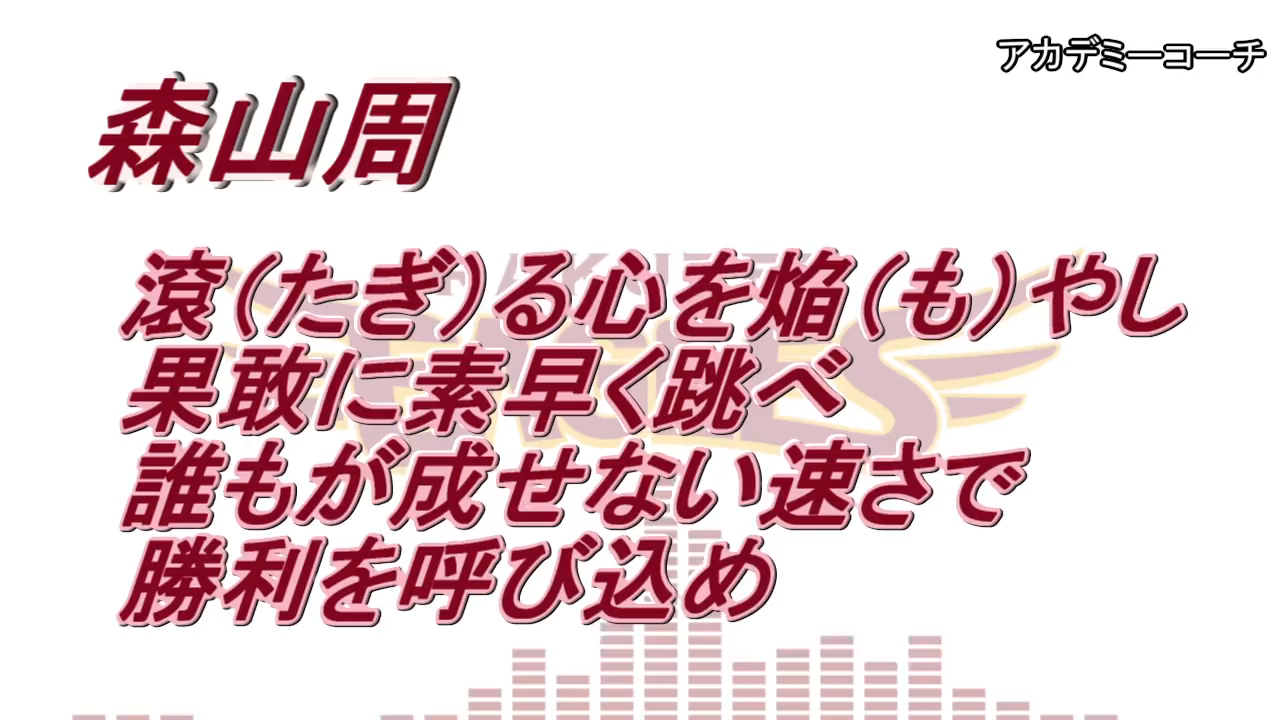 アカデミーコーチ
森山周
滾（たぎ）る心を焔（も）やし
果敢に素早く跳べ
誰もが成せない速さで
勝利を呼び込め
EAGLES